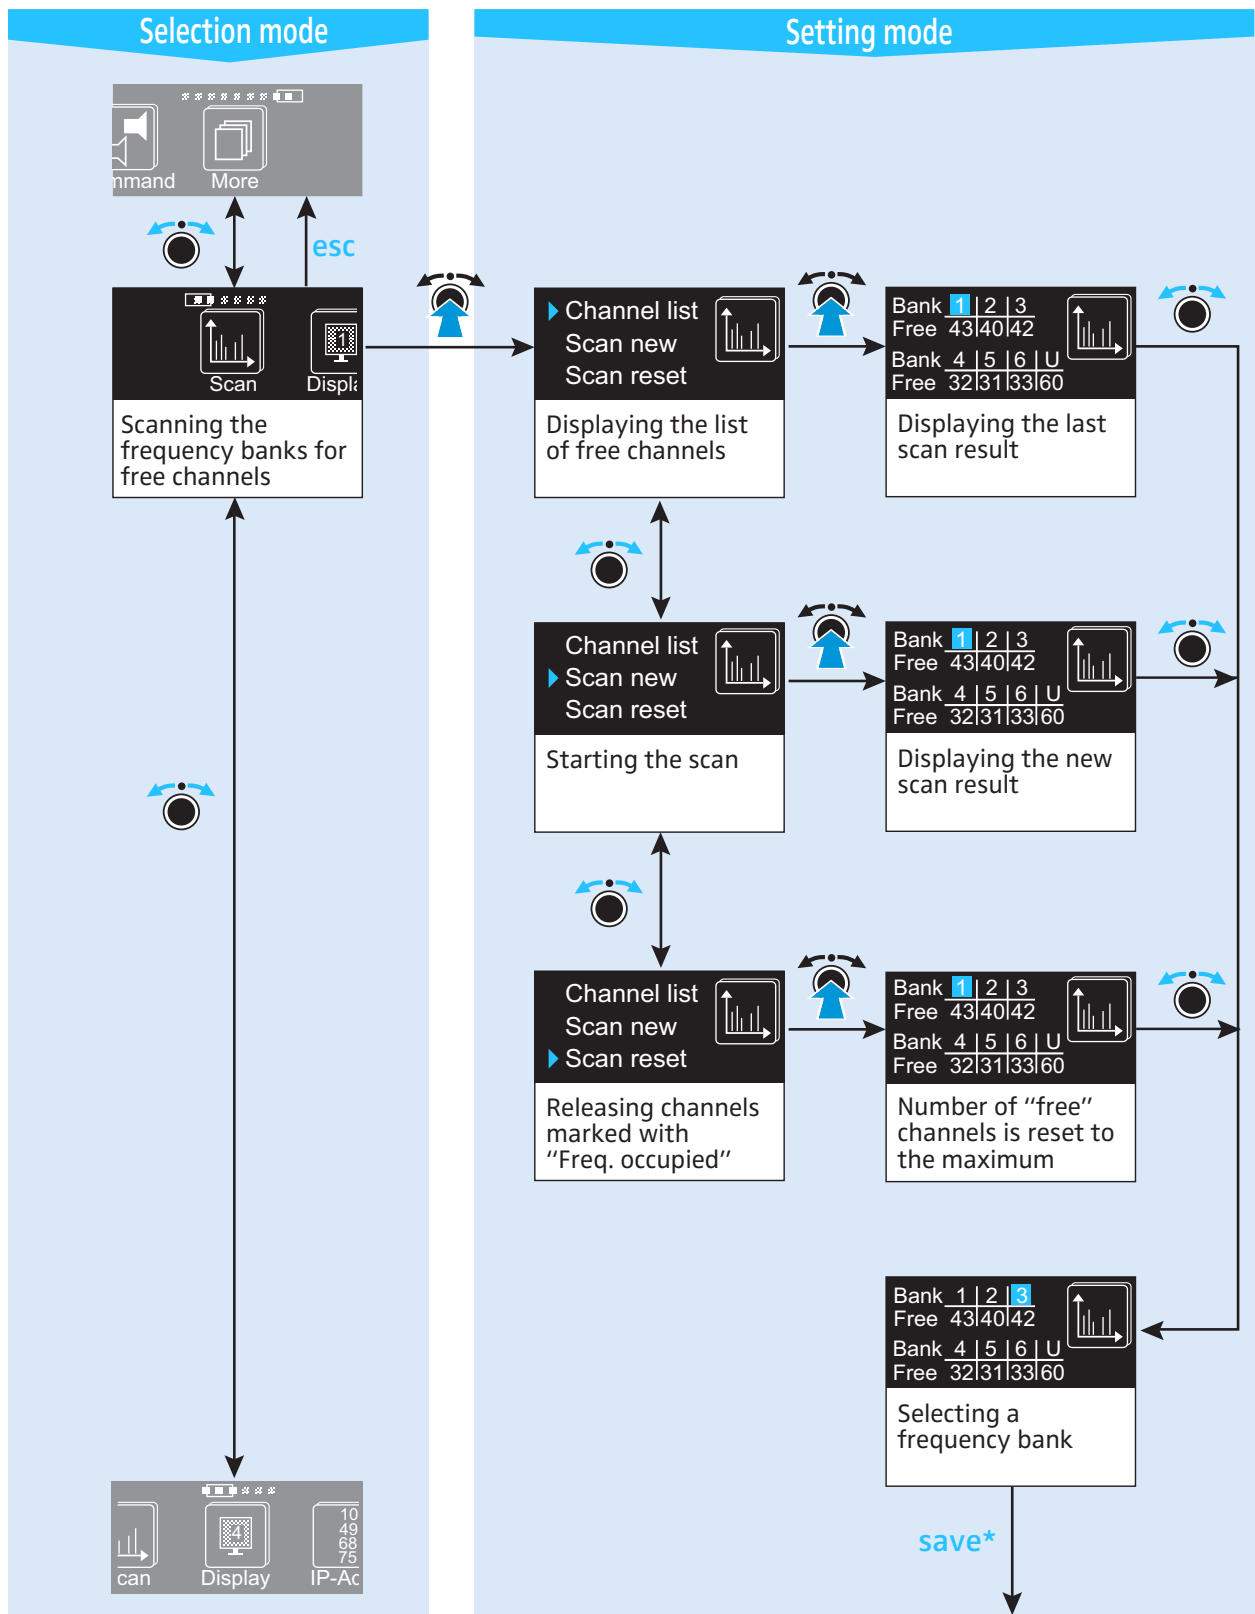 Selection mode
Setting mode
mmand
More
esc
Scan
Displa
1
Scanning the
frequency banks for
free channels
Channel list
Scan new
Scan reset
Displaying the list
of free channels
Bank 1 2 3
Free 43 40 42
Bank 4 5 6 U
Free 32 31 33 60
Displaying the last
scan result
Channel list
Scan new
Scan reset
Starting the scan
Bank 1 2 3
Free 43 40 42
Bank 4 5 6 U
Free 32 31 33 60
Displaying the new
scan result
Channel list
Scan new
Scan reset
Releasing channels
marked with
"Freq. occupied"
Bank 1 2 3
Free 43 40 42
Bank 4 5 6 U
Free 32 31 33 60
Number of "free"
channels is reset to
the maximum
Bank 1 2 3
Free 43 40 42
Bank 4 5 6 U
Free 32 31 33 60
Selecting a
frequency bank
save*
can
4
Display
10
49
68
75
IP-Ad